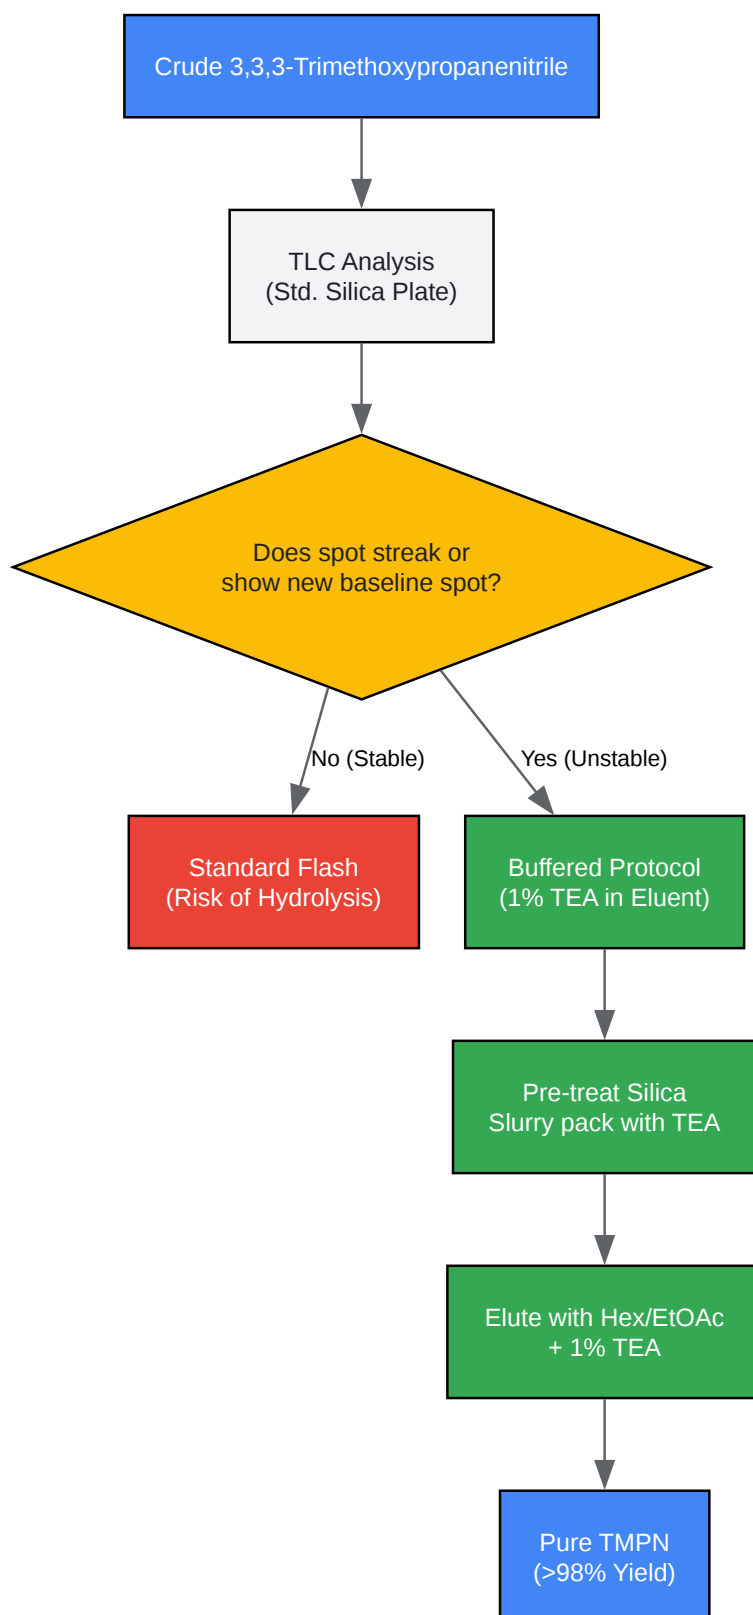 Crude 3,3,3-Trimethoxypropanenitrile
TLC Analysis
(Std. Silica Plate)
Does spot streak or
show new baseline spot?
No (Stable)
Yes (Unstable)
Standard Flash
(Risk of Hydrolysis)
Buffered Protocol
(1% TEA in Eluent)
Pre-treat Silica
Slurry pack with TEA
Elute with Hex/EtOAc
+ 1% TEA
Pure TMPN
(>98% Yield)